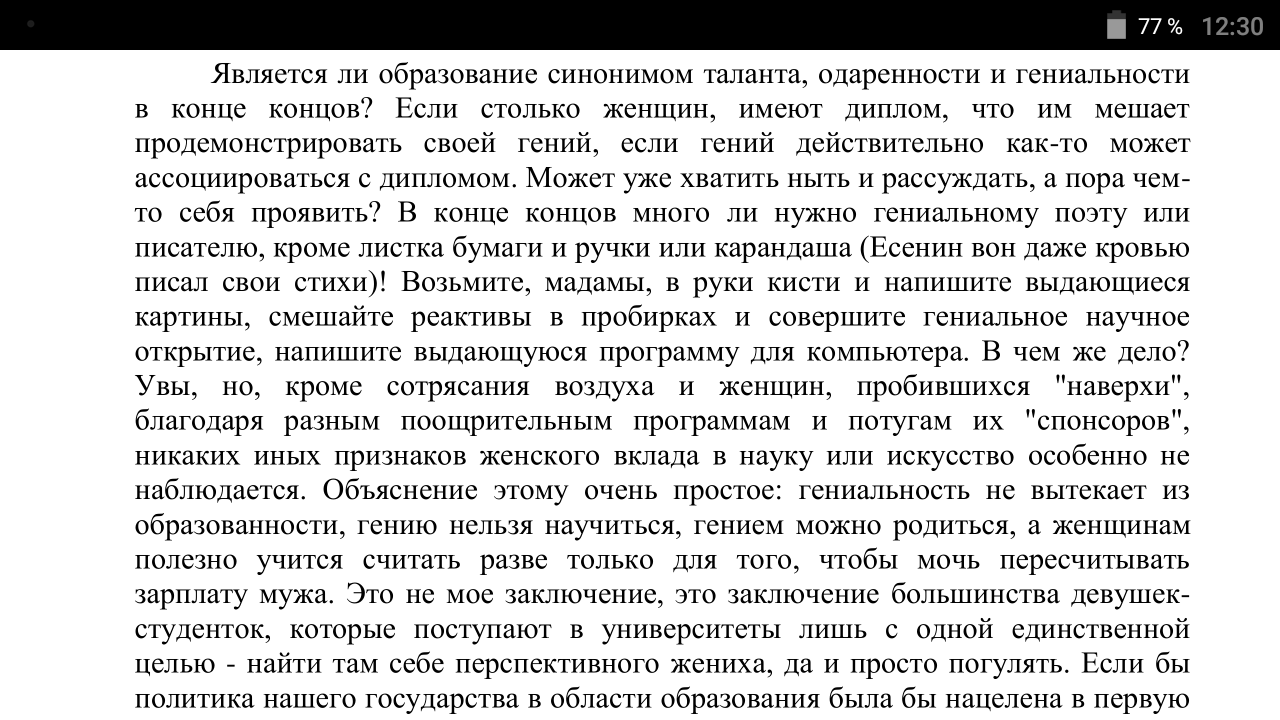 77 % 12:30
Является ли образование синонимом таланта, одаренности и гениальности
в конце концов? Если столько женщин, имеют диплом, что им мешает
продемонстрировать своей гений, если гений действительно как-то может
ассоциироваться с дипломом. Может уже хватить ныть и рассуждать, а пора чем-
то себя проявить? В конце концов много ли нужно гениальному поэту или
писателю, кроме листка бумаги и ручки или карандаша (Есенин вон даже кровью
писал свои стихи)! Возьмите, мадамы, в руки кисти и напишите выдающиеся
картины, смешайте реактивы в пробирках и совершите гениальное научное
открытие, напишите выдающуюся программу для компьютера. В чем же дело?
Увы, но, кроме сотрясания воздуха и женщин, пробившихся "наверхи",
благодаря разным поощрительным программам и потугам их "спонсоров",
никаких иных признаков женского вклада в науку или искусство особенно не
наблюдается. Объяснение этому очень простое: гениальность не вытекает из
образованности, гению нельзя научиться, гением можно родиться, а женщинам
полезно учится считать разве только для того, чтобы мочь пересчитывать
зарплату мужа. Это не мое заключение, это заключение большинства девушек-
студенток, которые поступают в университеты лишь с одной единственной
целью - найти там себе перспективного жениха, да и просто погулять. Если бы
политика нашего государства в области образования была бы нацелена в первую